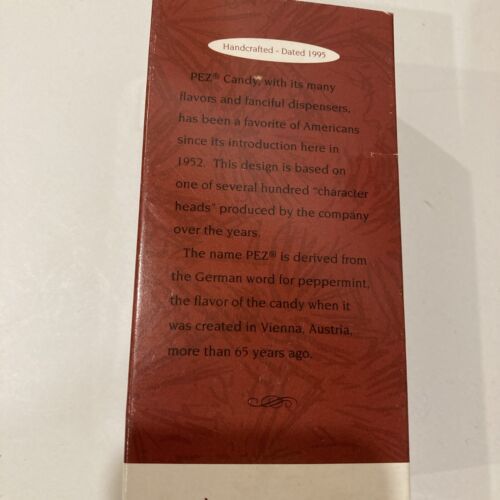 Handcrafted - Dated 1995
PEZ® Candy, with its many
flavors and fanciful dispensers,
has been a favorite of Americans
since its introduction here in
1952. This design is based on
one of several hundred "character
heads" produced by the company
over the years.
The name PEZ® is derived from
the German word for peppermint,
the flavor of the candy when it
was created in Vienna, Austria,
more than 65 years ago.